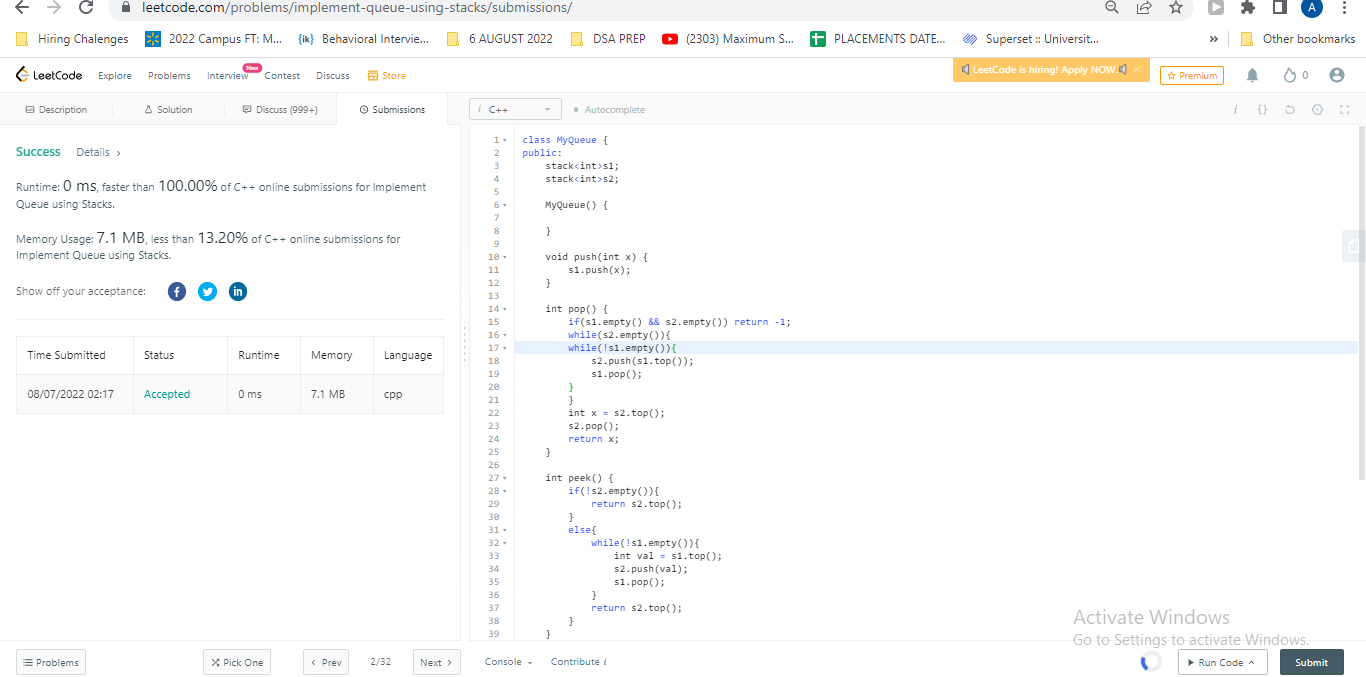 leetcode.com/problems/implement-queue-using-stacks/submissions/
A
Hiring Chalenges 2022 Campus FT: M... {ik} Behavioral Intervie... 6 AUGUST 2022 DSA PREP (2303) Maximum S... PLACEMENTS DATE... Superset :: Universit... » Other bookmarks
LeetCode Explore Problems Interview New Contest Discuss Store LeetCode is hiring! Apply NOW. Premium 0
Description Solution Discuss (999+) Submissions i C++ Autocomplete i {}
Success Details >
Runtime: 0 ms, faster than 100.00% of C++ online submissions for Implement
Queue using Stacks.
Memory Usage: 7.1 MB, less than 13.20% of C++ online submissions for
Implement Queue using Stacks.
Show off your acceptance: f in
Time Submitted Status Runtime Memory Language
08/07/2022 02:17 Accepted 0 ms 7.1 MB cpp
1 class MyQueue {
2 public:
3 stack<int>s1;
4 stack<int>s2;
5
6 MyQueue() {
7
8 }
9
10 void push(int x) {
11 s1.push(x);
12 }
13
14 int pop() {
15 if(s1.empty() && s2.empty()) return -1;
16 while(s2.empty()){
17 while(!s1.empty()){
18 s2.push(s1.top());
19 s1.pop();
20 }
21 }
22 int x = s2.top();
23 s2.pop();
24 return x;
25 }
26
27 int peek() {
28 if(!s2.empty()){
29 return s2.top();
30 }
31 else{
32 while(!s1.empty()){
33 int val = s1.top();
34 s2.push(val);
35 s1.pop();
36 }
37 return s2.top();
38 }
39 }
Activate Windows
Go to Settings to activate Windows.
Problems Pick One < Prev 2/32 Next > Console Contribute i Run Code Submit